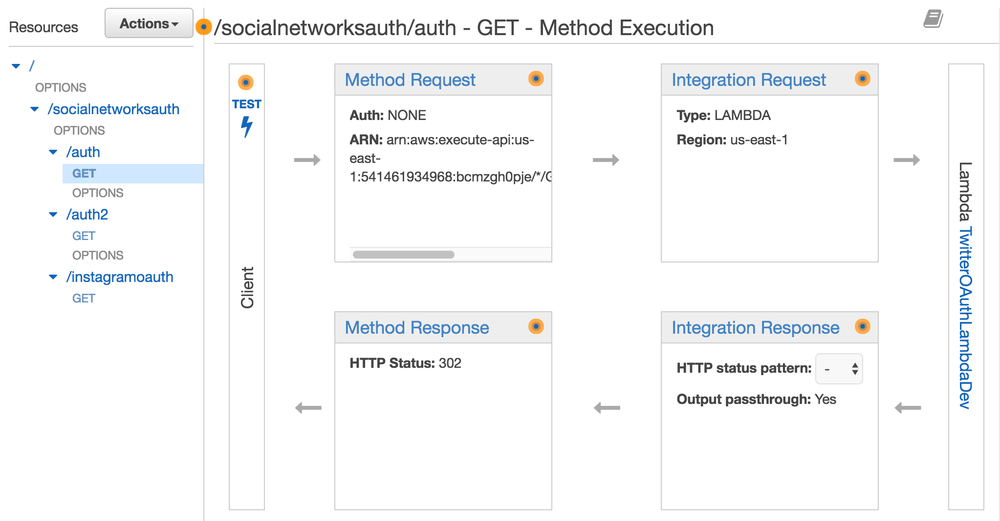 Resources
Actions
/socialnetworksauth/auth - GET - Method Execution
/
OPTIONS
/socialnetworksauth
OPTIONS
/auth
GET
OPTIONS
/auth2
GET
OPTIONS
/instagramoauth
GET
TEST
Client
Method Request
Auth: NONE
ARN: arn:aws:execute-api:us-
east-
1:541461934968:bcmzgh0pje/*/G
Integration Request
Type: LAMBDA
Region: us-east-1
Lambda TwitterOAuthLambdaDev
Method Response
HTTP Status: 302
Integration Response
HTTP status pattern: -
Output passthrough: Yes